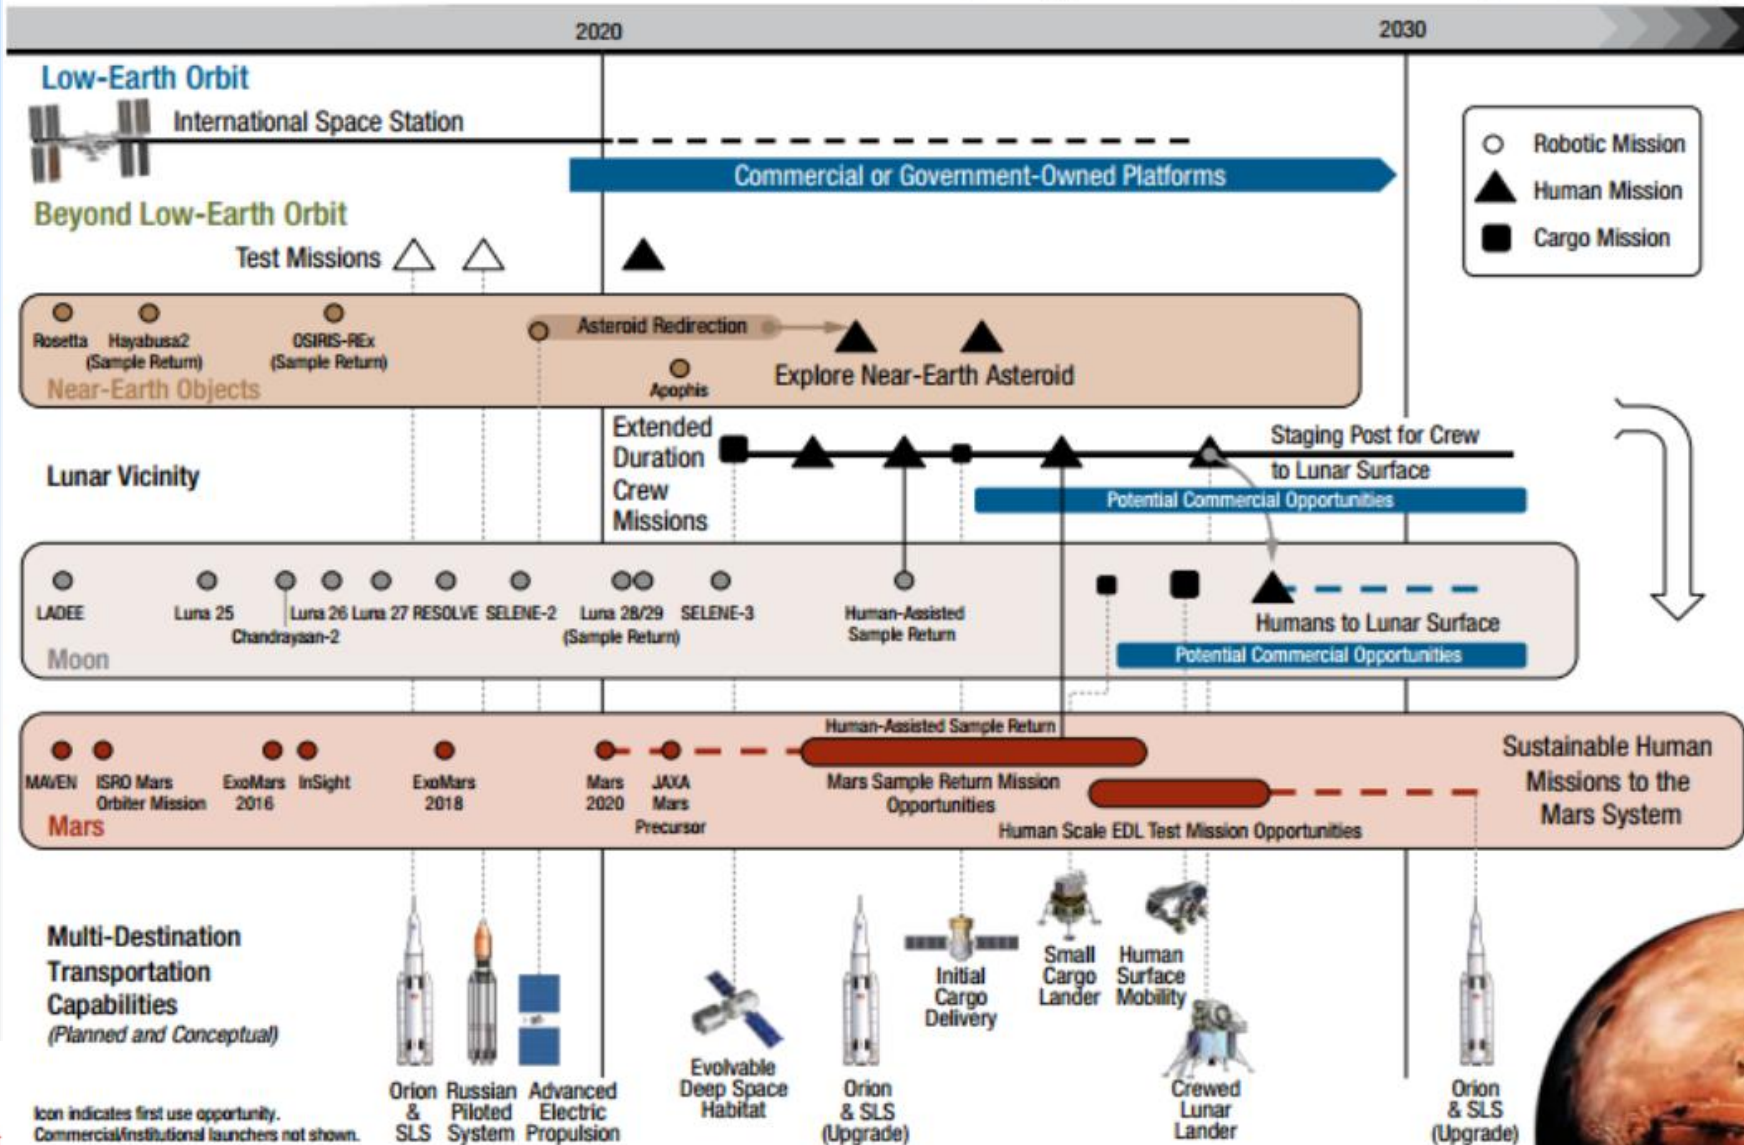 2020
2030
Low-Earth Orbit
International Space Station
Commercial or Government-Owned Platforms
Robotic Mission
Human Mission
Cargo Mission
Beyond Low-Earth Orbit
Test Missions
Rosetta
Hayabusa2
(Sample Return)
OSIRIS-REx
(Sample Return)
Asteroid Redirection
Apophis
Explore Near-Earth Asteroid
Near-Earth Objects
Lunar Vicinity
Extended
Duration
Crew
Missions
Staging Post for Crew
to Lunar Surface
Potential Commercial Opportunities
LADEE
Luna 25
Chandrayaan-2
Luna 26
Luna 27
RESOLVE
SELENE-2
Luna 28/29
(Sample Return)
SELENE-3
Human-Assisted
Sample Return
Humans to Lunar Surface
Potential Commercial Opportunities
Moon
MAVEN
ISRO Mars
Orbiter Mission
ExoMars
2016
InSight
ExoMars
2018
Mars
2020
JAXA
Mars
Precursor
Human-Assisted Sample Return
Mars Sample Return Mission
Opportunities
Human Scale EDL Test Mission Opportunities
Sustainable Human
Missions to the
Mars System
Mars
Multi-Destination
Transportation
Capabilities
(Planned and Conceptual)
Orion
&
SLS
Russian
Piloted
System
Advanced
Electric
Propulsion
Evolvable
Deep Space
Habitat
Orion
& SLS
(Upgrade)
Initial
Cargo
Delivery
Small
Cargo
Lander
Human
Surface
Mobility
Crewed
Lunar
Lander
Orion
& SLS
(Upgrade)
Icon indicates first use opportunity.
Commercial/institutional launchers not shown.